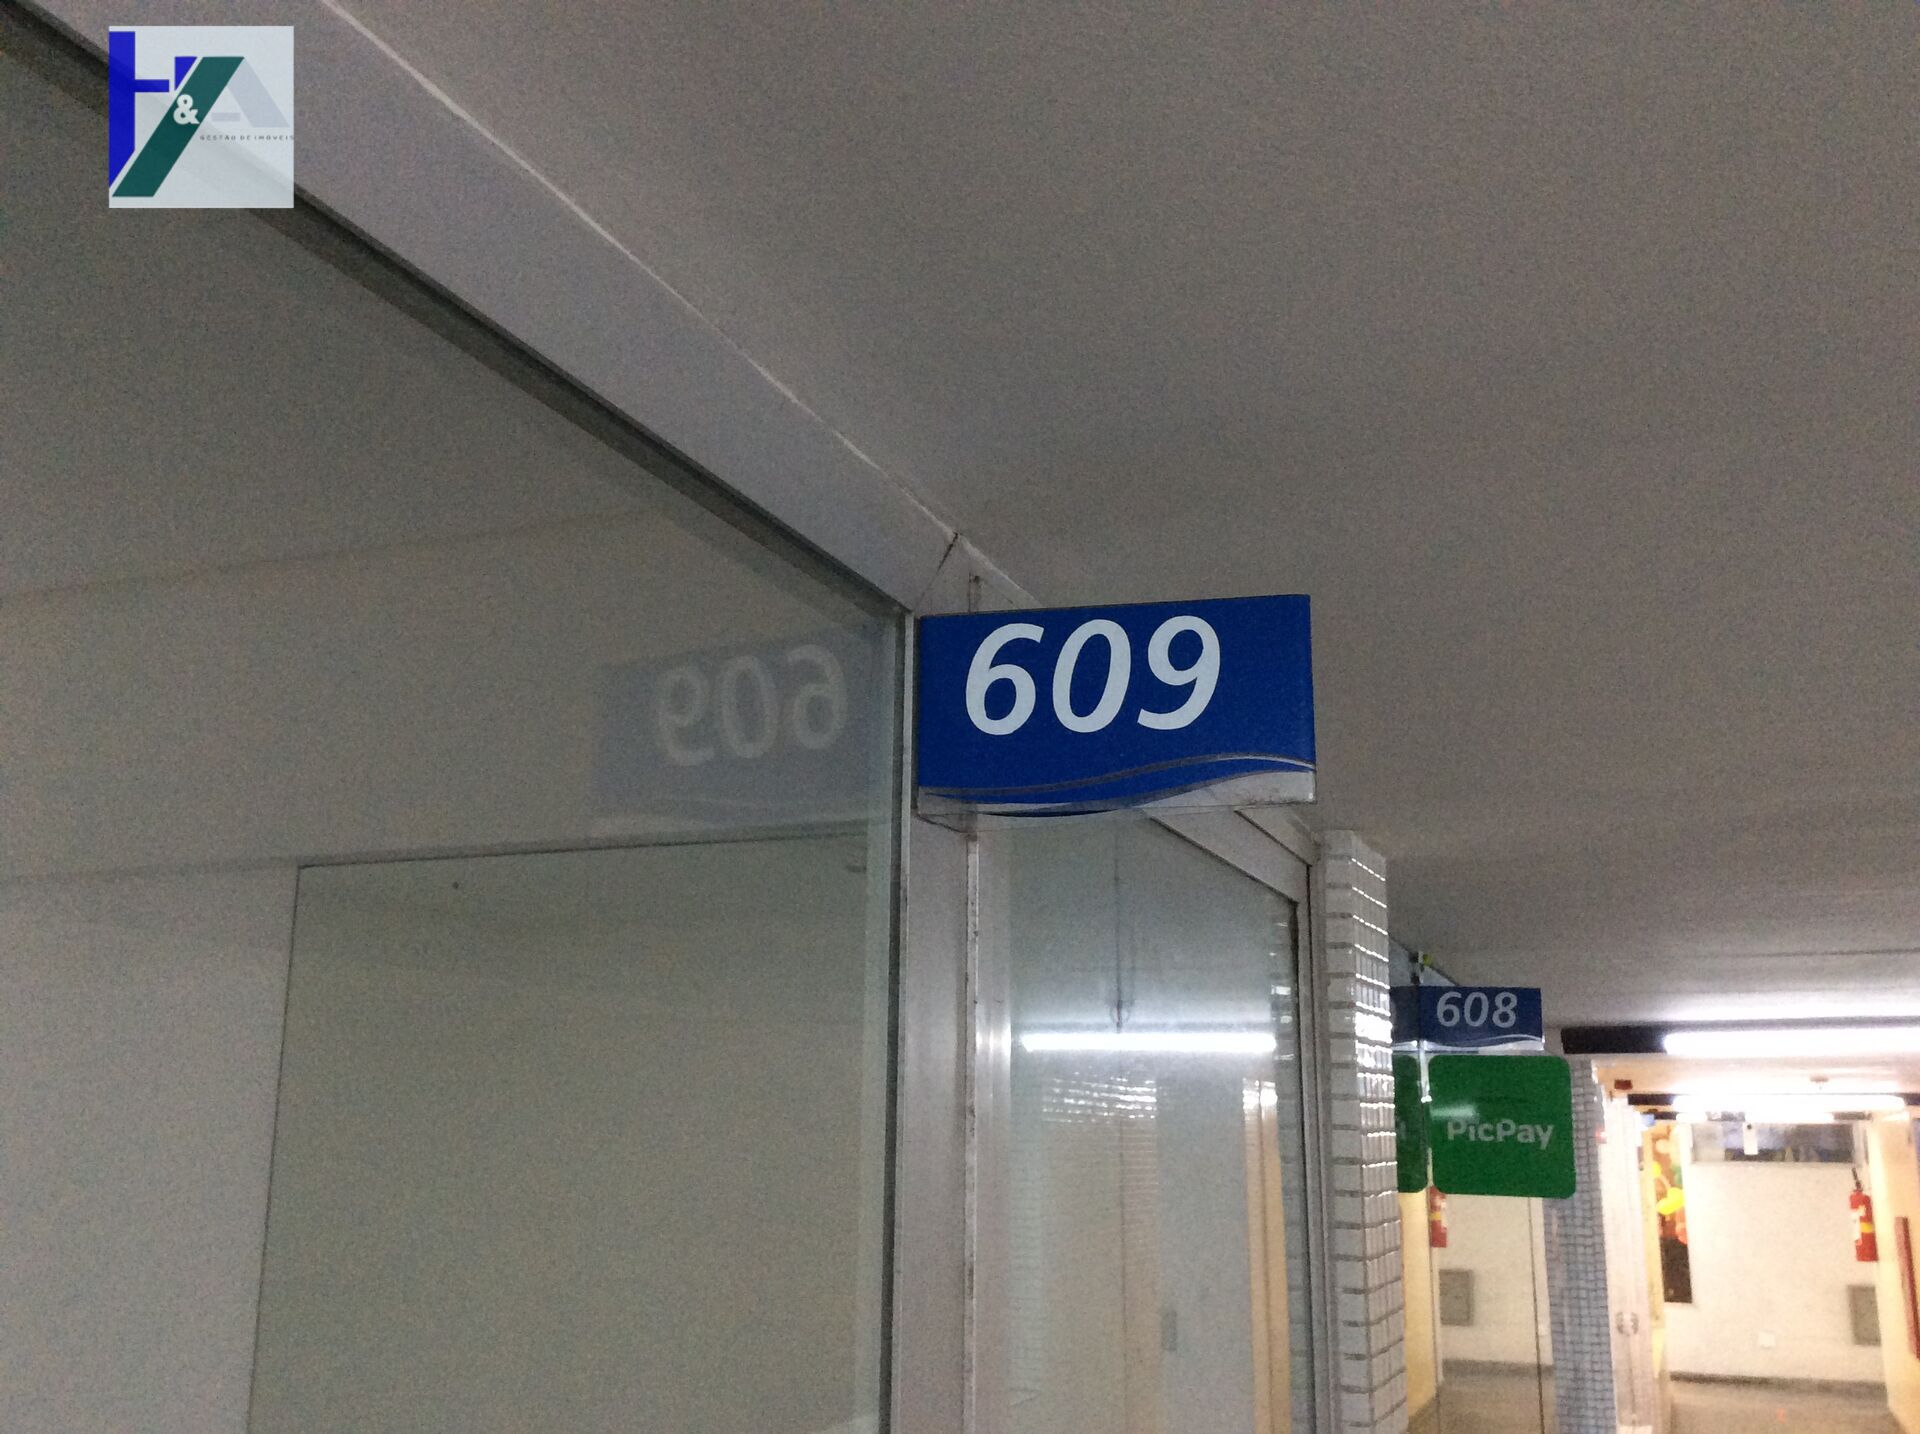 H&A
GESTÃO DE IMÓVEIS
609
609
608
PicPay